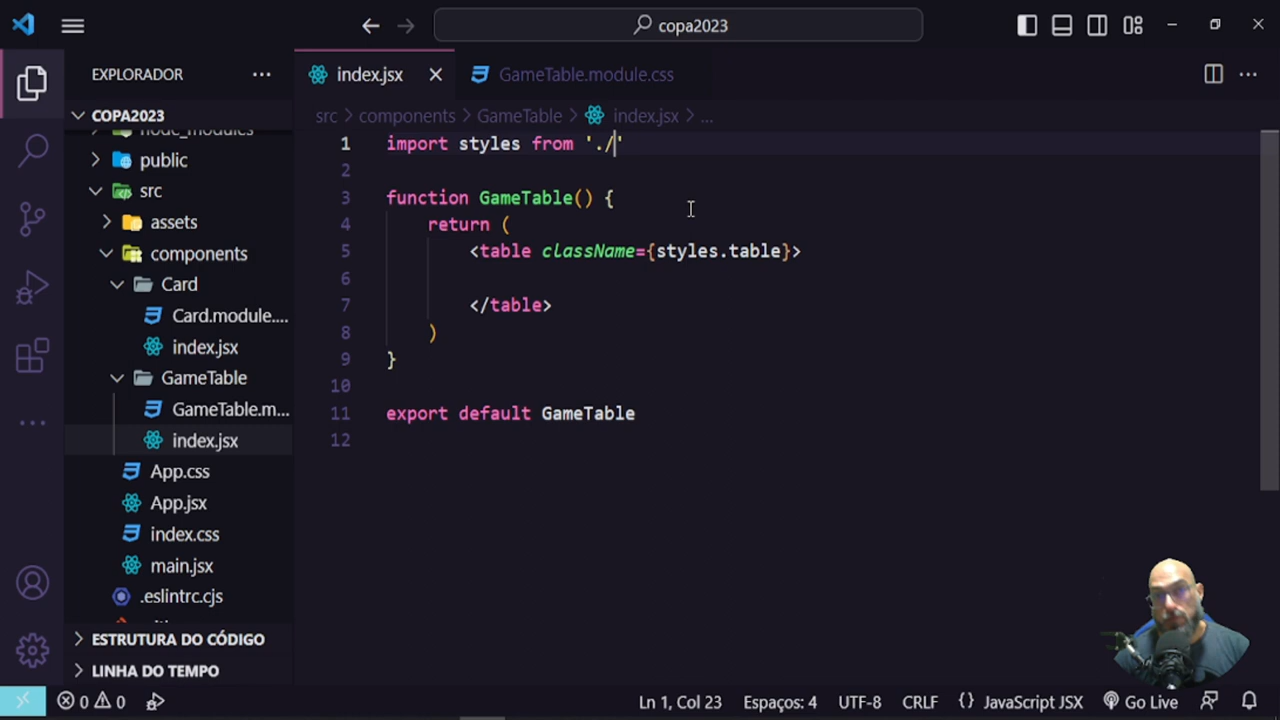 copa2023
EXPLORADOR
index.jsx
GameTable.module.css
COPA2023
src
components
GameTable
index.jsx
...
node_modules
public
src
assets
components
Card
Card.module....
index.jsx
GameTable
GameTable.m...
index.jsx
App.css
App.jsx
index.css
main.jsx
.eslintrc.cjs
ESTRUTURA DO CÓDIGO
LINHA DO TEMPO
1 import styles from './'
2
3 function GameTable() {
4 return (
5 <table className={styles.table}>
6
7 </table>
8 )
9 }
10
11 export default GameTable
12
0 0
Ln 1, Col 23
Espaços: 4
UTF-8
CRLF
{} JavaScript JSX
Go Live